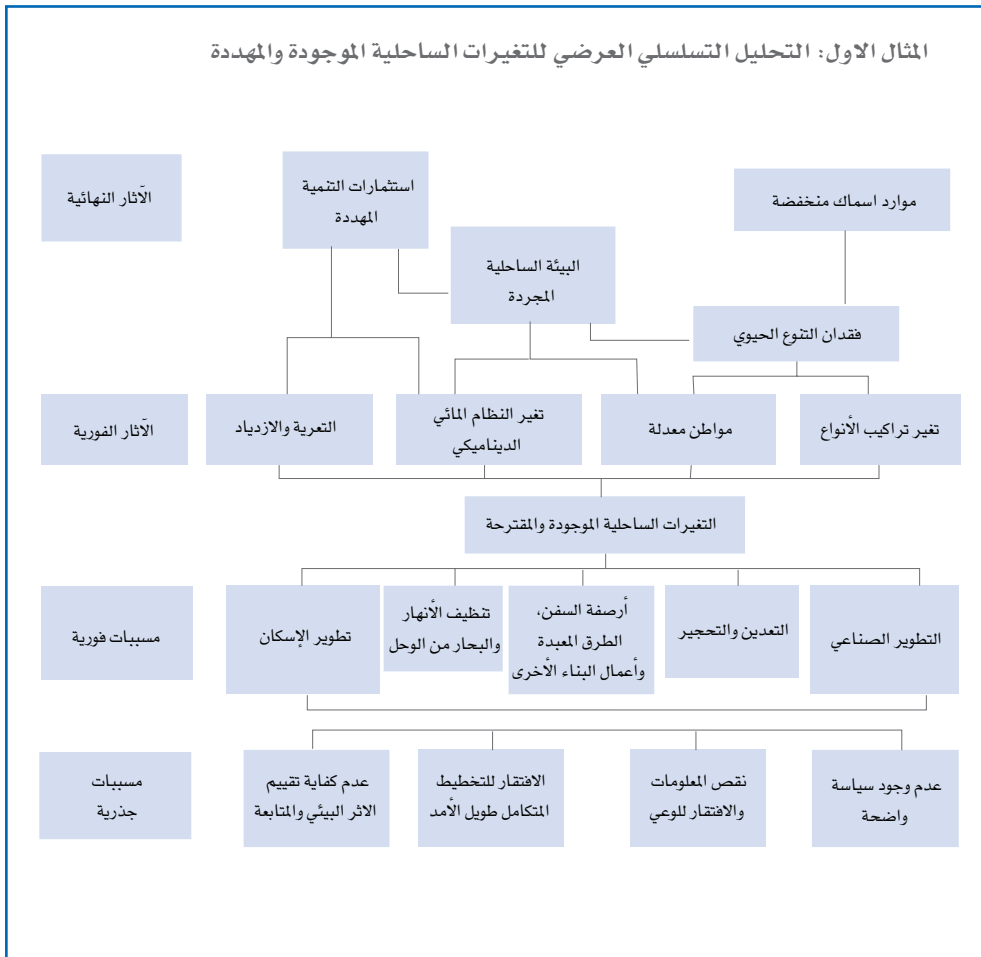 المثال الاول: التحليل التسلسلي العرضي للتغيرات الساحلية الموجودة والمهددة
موارد اسماك منخفضة
استثمارات التنمية
المهددة
الآثار النهائية
البيئة الساحلية
المجردة
فقدان التنوع الحيوي
تغير تراكيب الأنواع
مواطن معدلة
تغير النظام المائي
الديناميكي
التعرية والازدياد
الآثار الفورية
التغيرات الساحلية الموجودة والمقترحة
التطوير الصناعي
التعدين والتحجير
أرصفة السفن،
الطرق المعبدة
وأعمال البناء الأخرى
تنظيف الأنهار
والبحار من الوحل
تطوير الإسكان
مسببات فورية
عدم وجود سياسة
واضحة
نقص المعلومات
والافتقار للوعي
الافتقار للتخطيط
المتكامل طويل الأمد
عدم كفاية تقييم
الاثر البيئي والمتابعة
مسببات
جذرية